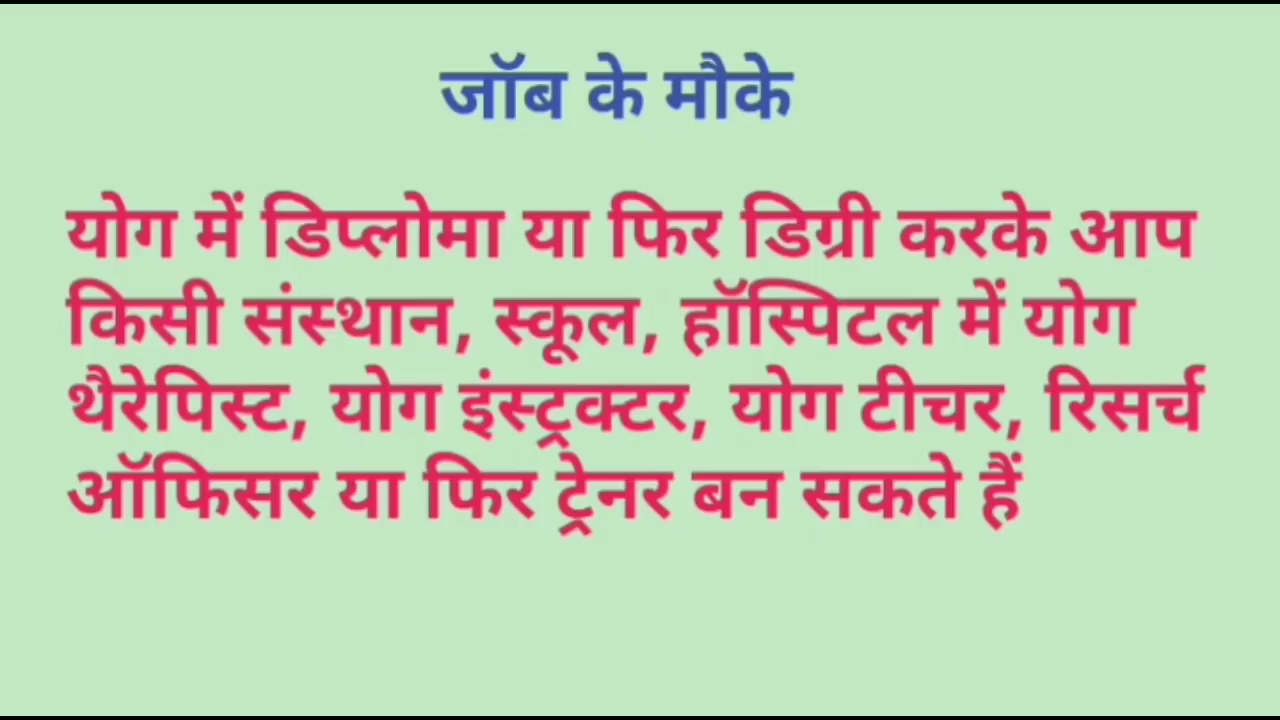 जॉब के मौके
योग में डिप्लोमा या फिर डिग्री करके आप
किसी संस्थान, स्कूल, हॉस्पिटल में योग
थैरेपिस्ट, योग इंस्ट्रक्टर, योग टीचर, रिसर्च
ऑफिसर या फिर ट्रेनर बन सकते हैं